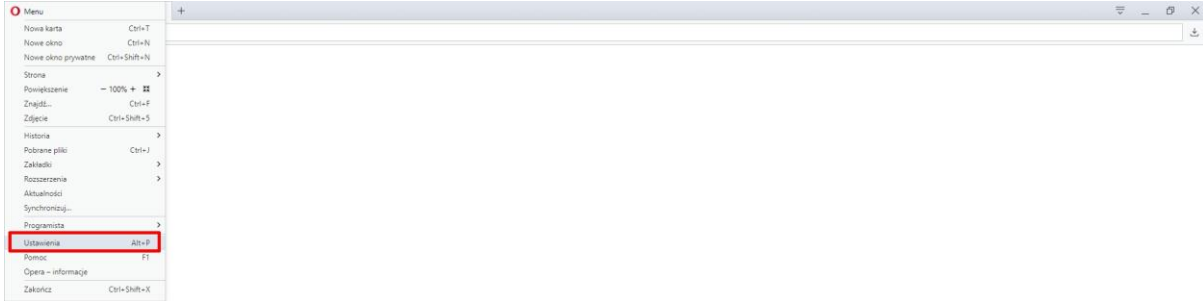 Menu
Nowa karta Ctrl+T
Nowe okno Ctrl+N
Nowe okno prywatne Ctrl+Shift+N
Strona
Powiększenie − 100% +
Znajdź... Ctrl+F
Zdjęcie Ctrl+Shift+5
Historia
Pobrane pliki Ctrl+J
Zakładki
Rozszerzenia
Aktualności
Synchronizuj...
Programista
Ustawienia Alt+P
Pomoc F1
Opera – informacje
Zakończ Ctrl+Shift+X